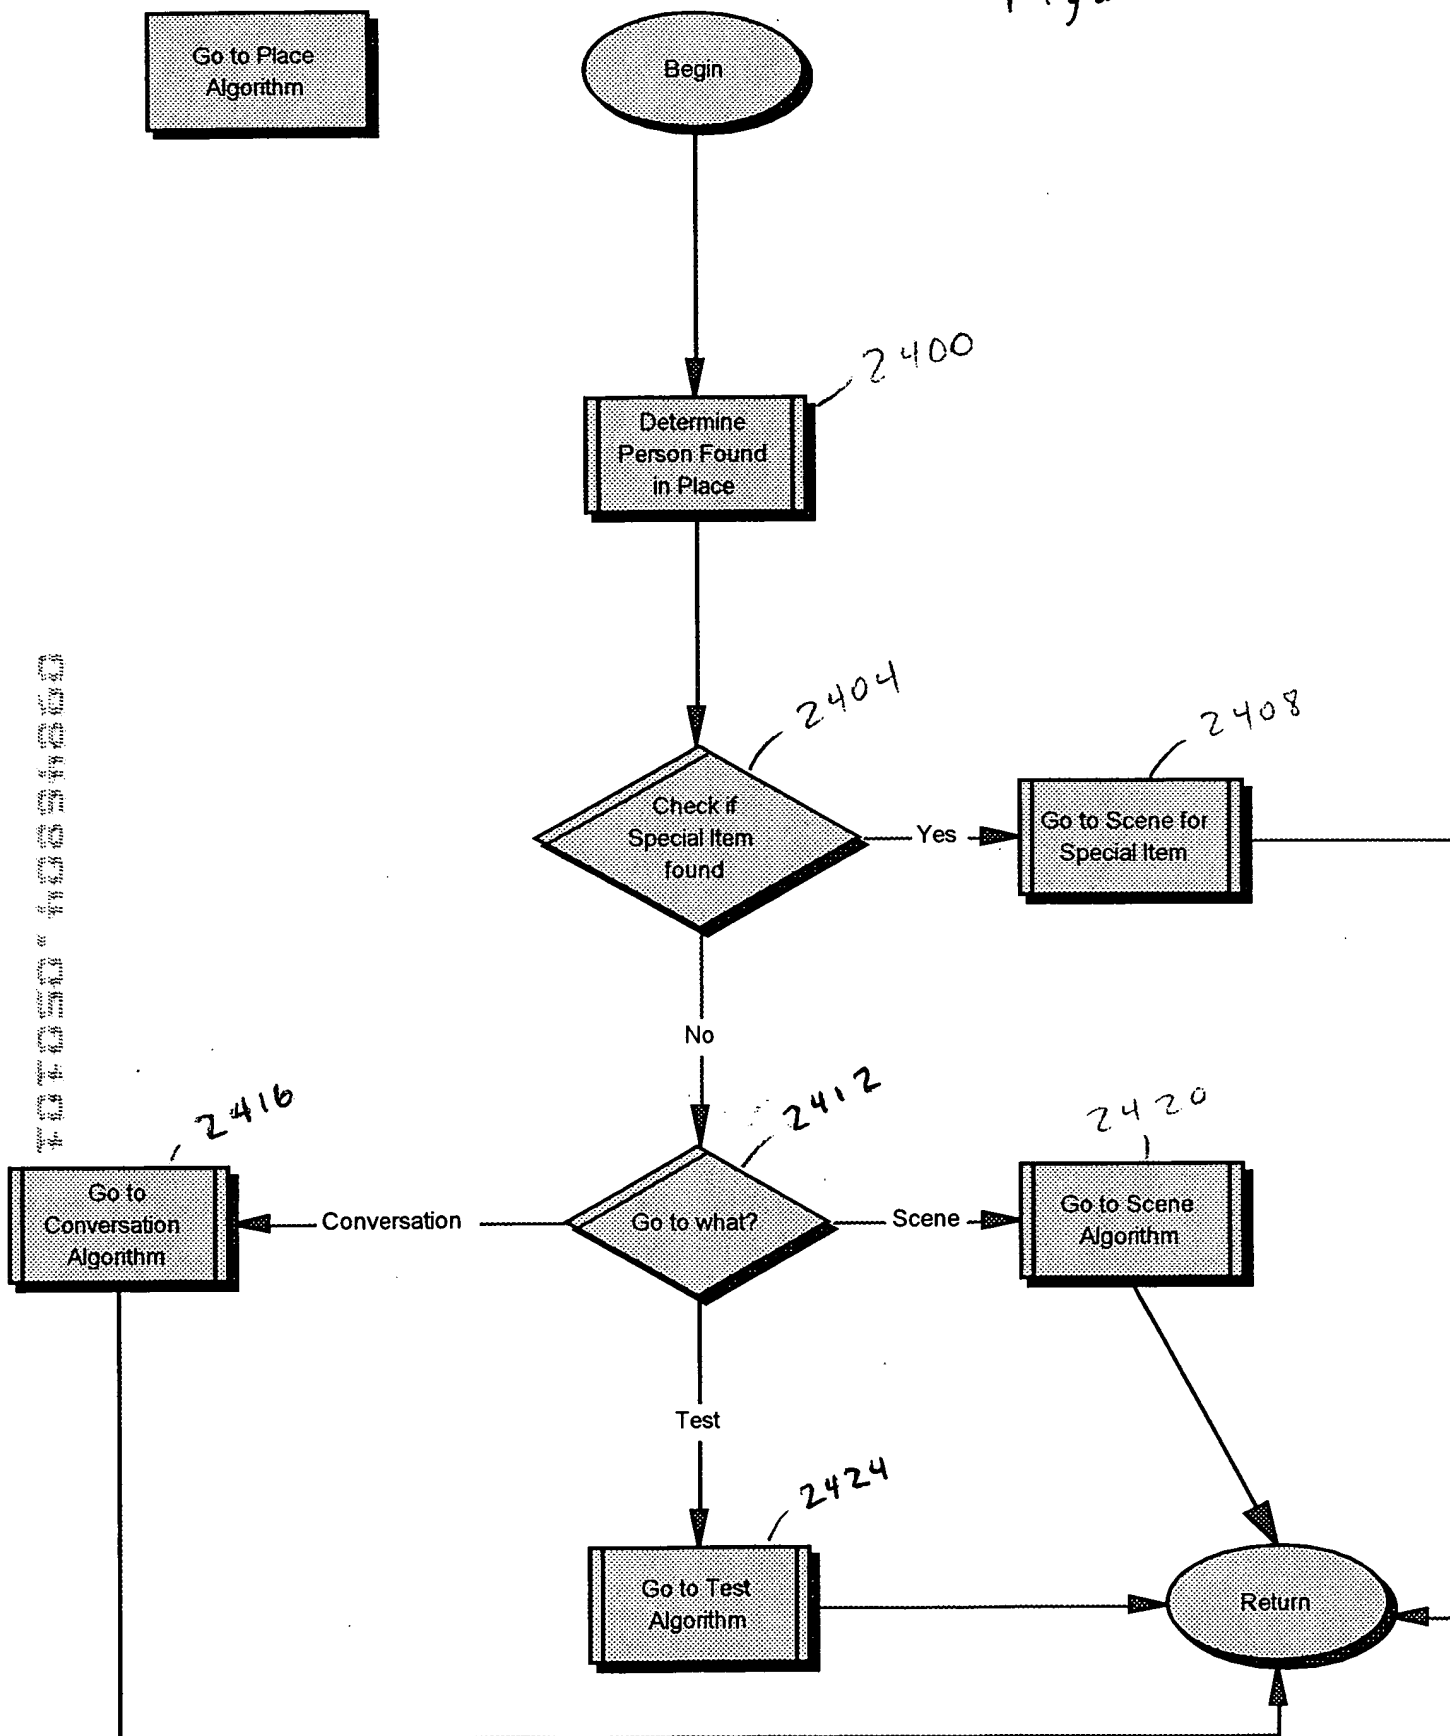 Go to Place
Algorithm
Begin
2400
Determine
Person Found
in Place
2404
2408
Check if
Special Item
found
Yes
Go to Scene for
Special Item
No
2416
2412
2420
Go to
Conversation
Algorithm
Conversation
Go to what?
Scene
Go to Scene
Algorithm
Test
2424
Go to Test
Algorithm
Return